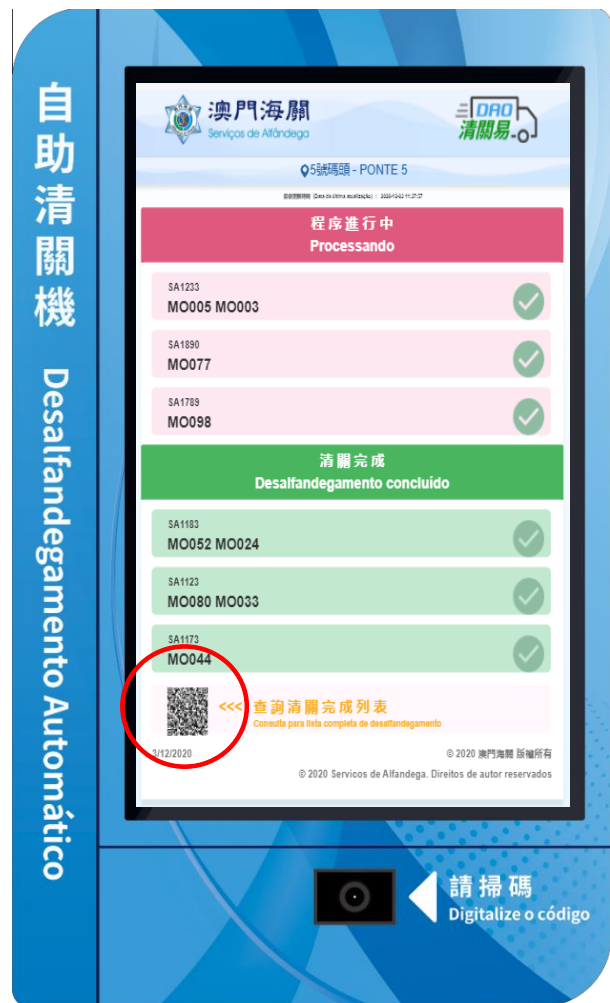 自助清關機 Desalfandegamento Automático
澳門海關
Serviços de Alfândega
DAO
清關易
5號碼頭 - PONTE 5
程序進行中
Processando
SA1233
MO005 MO003
SA1890
MO077
SA1789
MO098
清關完成
Desalfandegamento concluído
SA1183
MO052 MO024
SA1123
MO080 MO033
SA1173
MO044
<<< 查詢清關完成列表
Consulta para lista completa de desalfandegamento
3/12/2020
© 2020 澳門海關 版權所有
© 2020 Servicos de Alfandega. Direitos de autor reservados
請掃碼
Digitalize o código